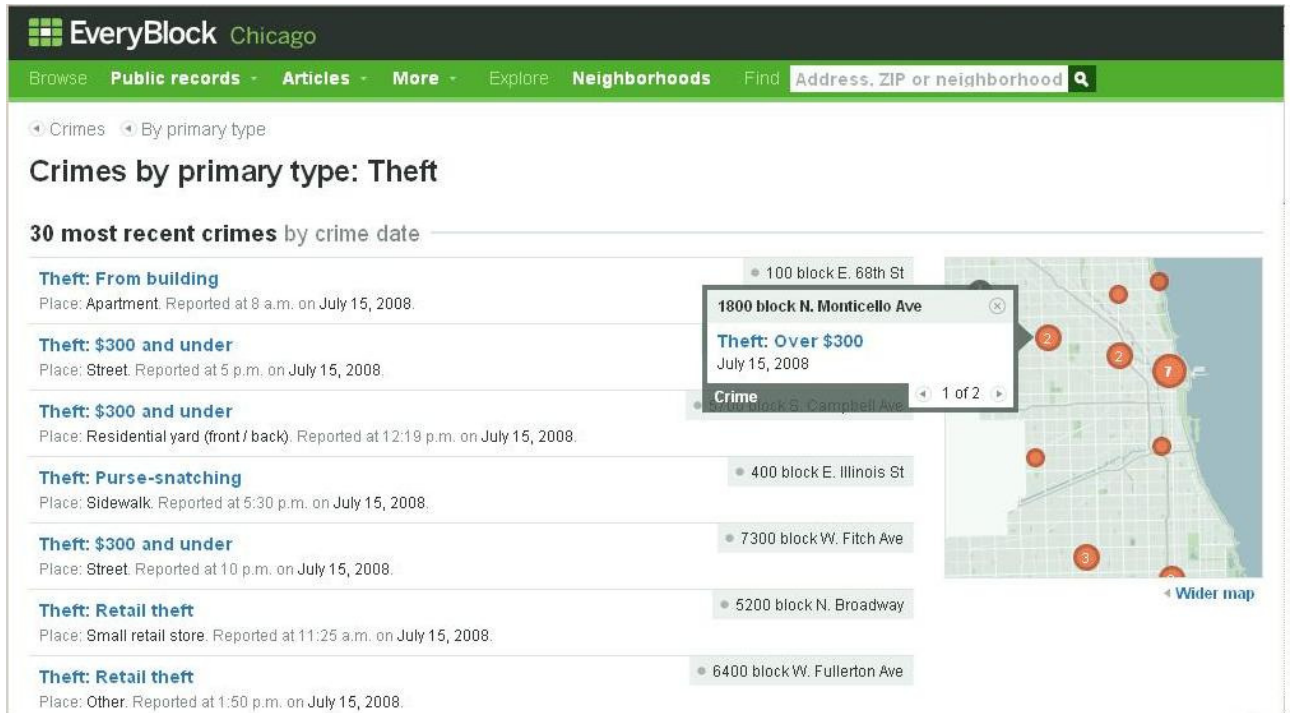 EveryBlock Chicago
Browse Public records Articles More Explore Neighborhoods Find Address, ZIP or neighborhood
Crimes By primary type
Crimes by primary type: Theft
30 most recent crimes by crime date
Theft: From building
100 block E. 68th St
Place: Apartment. Reported at 8 a.m. on July 15, 2008.
Theft: $300 and under
Place: Street. Reported at 5 p.m. on July 15, 2008.
Theft: $300 and under
5700 block S. Campbell Ave
Place: Residential yard (front / back). Reported at 12:19 p.m. on July 15, 2008.
Theft: Purse-snatching
400 block E. Illinois St
Place: Sidewalk. Reported at 5:30 p.m. on July 15, 2008.
Theft: $300 and under
7300 block W. Fitch Ave
Place: Street. Reported at 10 p.m. on July 15, 2008.
Theft: Retail theft
5200 block N. Broadway
Place: Small retail store. Reported at 11:25 a.m. on July 15, 2008.
Theft: Retail theft
6400 block W. Fullerton Ave
Place: Other. Reported at 1:50 p.m. on July 15, 2008.
1800 block N. Monticello Ave
Theft: Over $300
July 15, 2008
Crime 1 of 2
2
2
7
3
Wider map